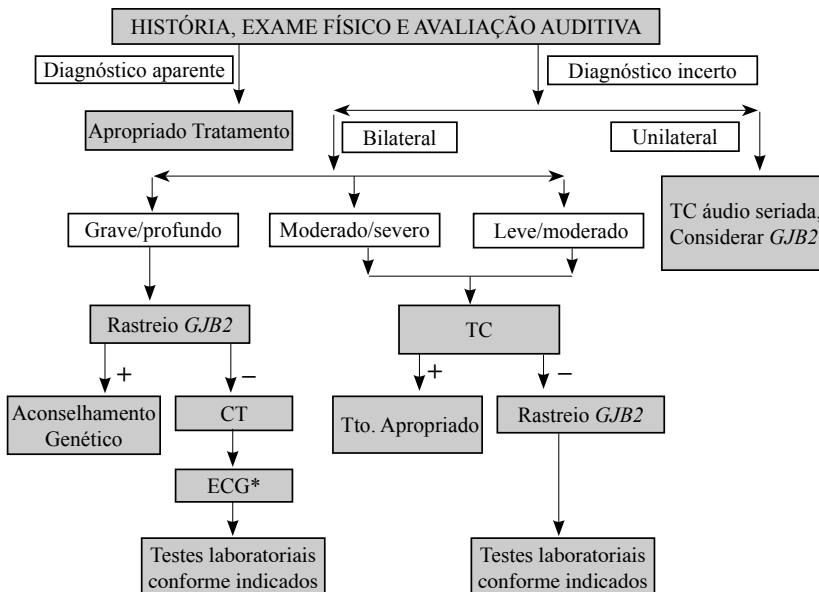 HISTÓRIA, EXAME FÍSICO E AVALIAÇÃO AUDITIVA
Diagnóstico aparente
Diagnóstico incerto
Apropriado Tratamento
Bilateral
Unilateral
TC áudio seriada,
Considerar GJB2
Grave/profundo
Moderado/severo
Leve/moderado
Rastreio GJB2
TC
+
–
+
–
Aconselhamento
Genético
CT
Tto. Apropriado
Rastreio GJB2
ECG*
Testes laboratoriais
conforme indicados
Testes laboratoriais
conforme indicados